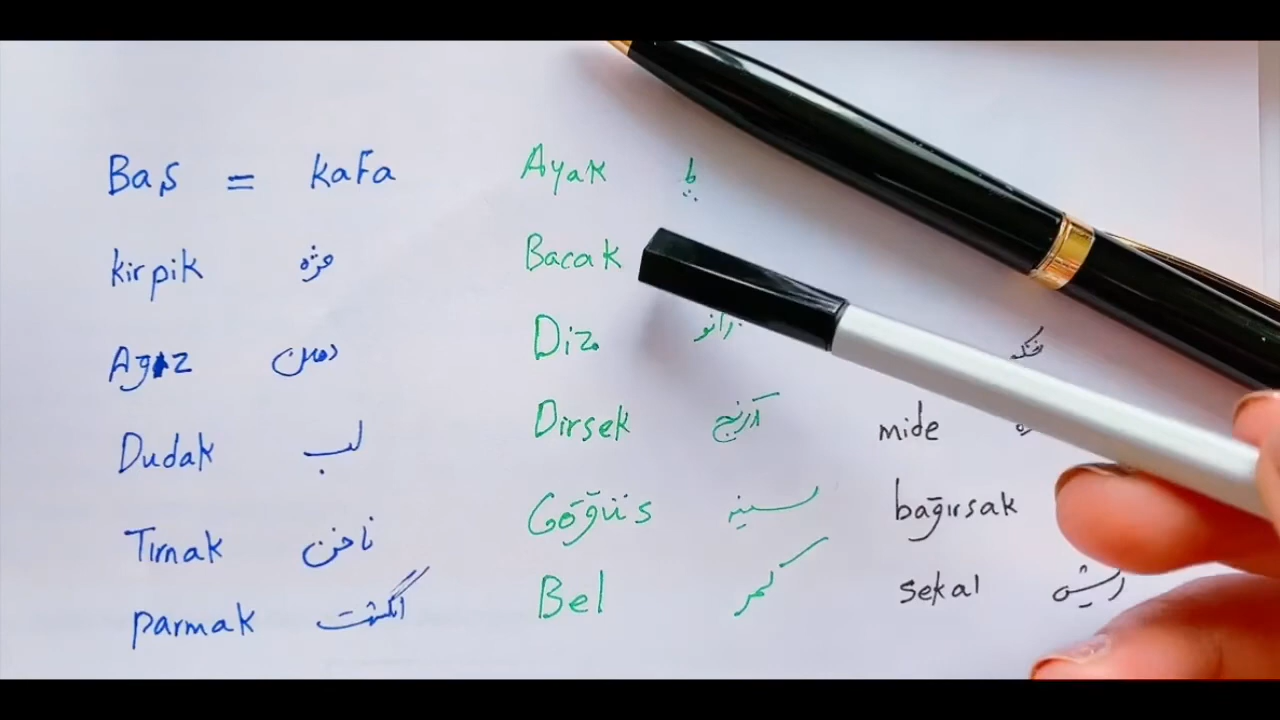 Baş = kafa
kirpik مژه
Agız دهن
Dudak لب
Tırnak ناخن
parmak انگشت
Ayak پا
Bacak
Diz زانو
Dirsek آرنج
Göğüs سینه
Bel کمر
mide
bağırsak
sekal ریش